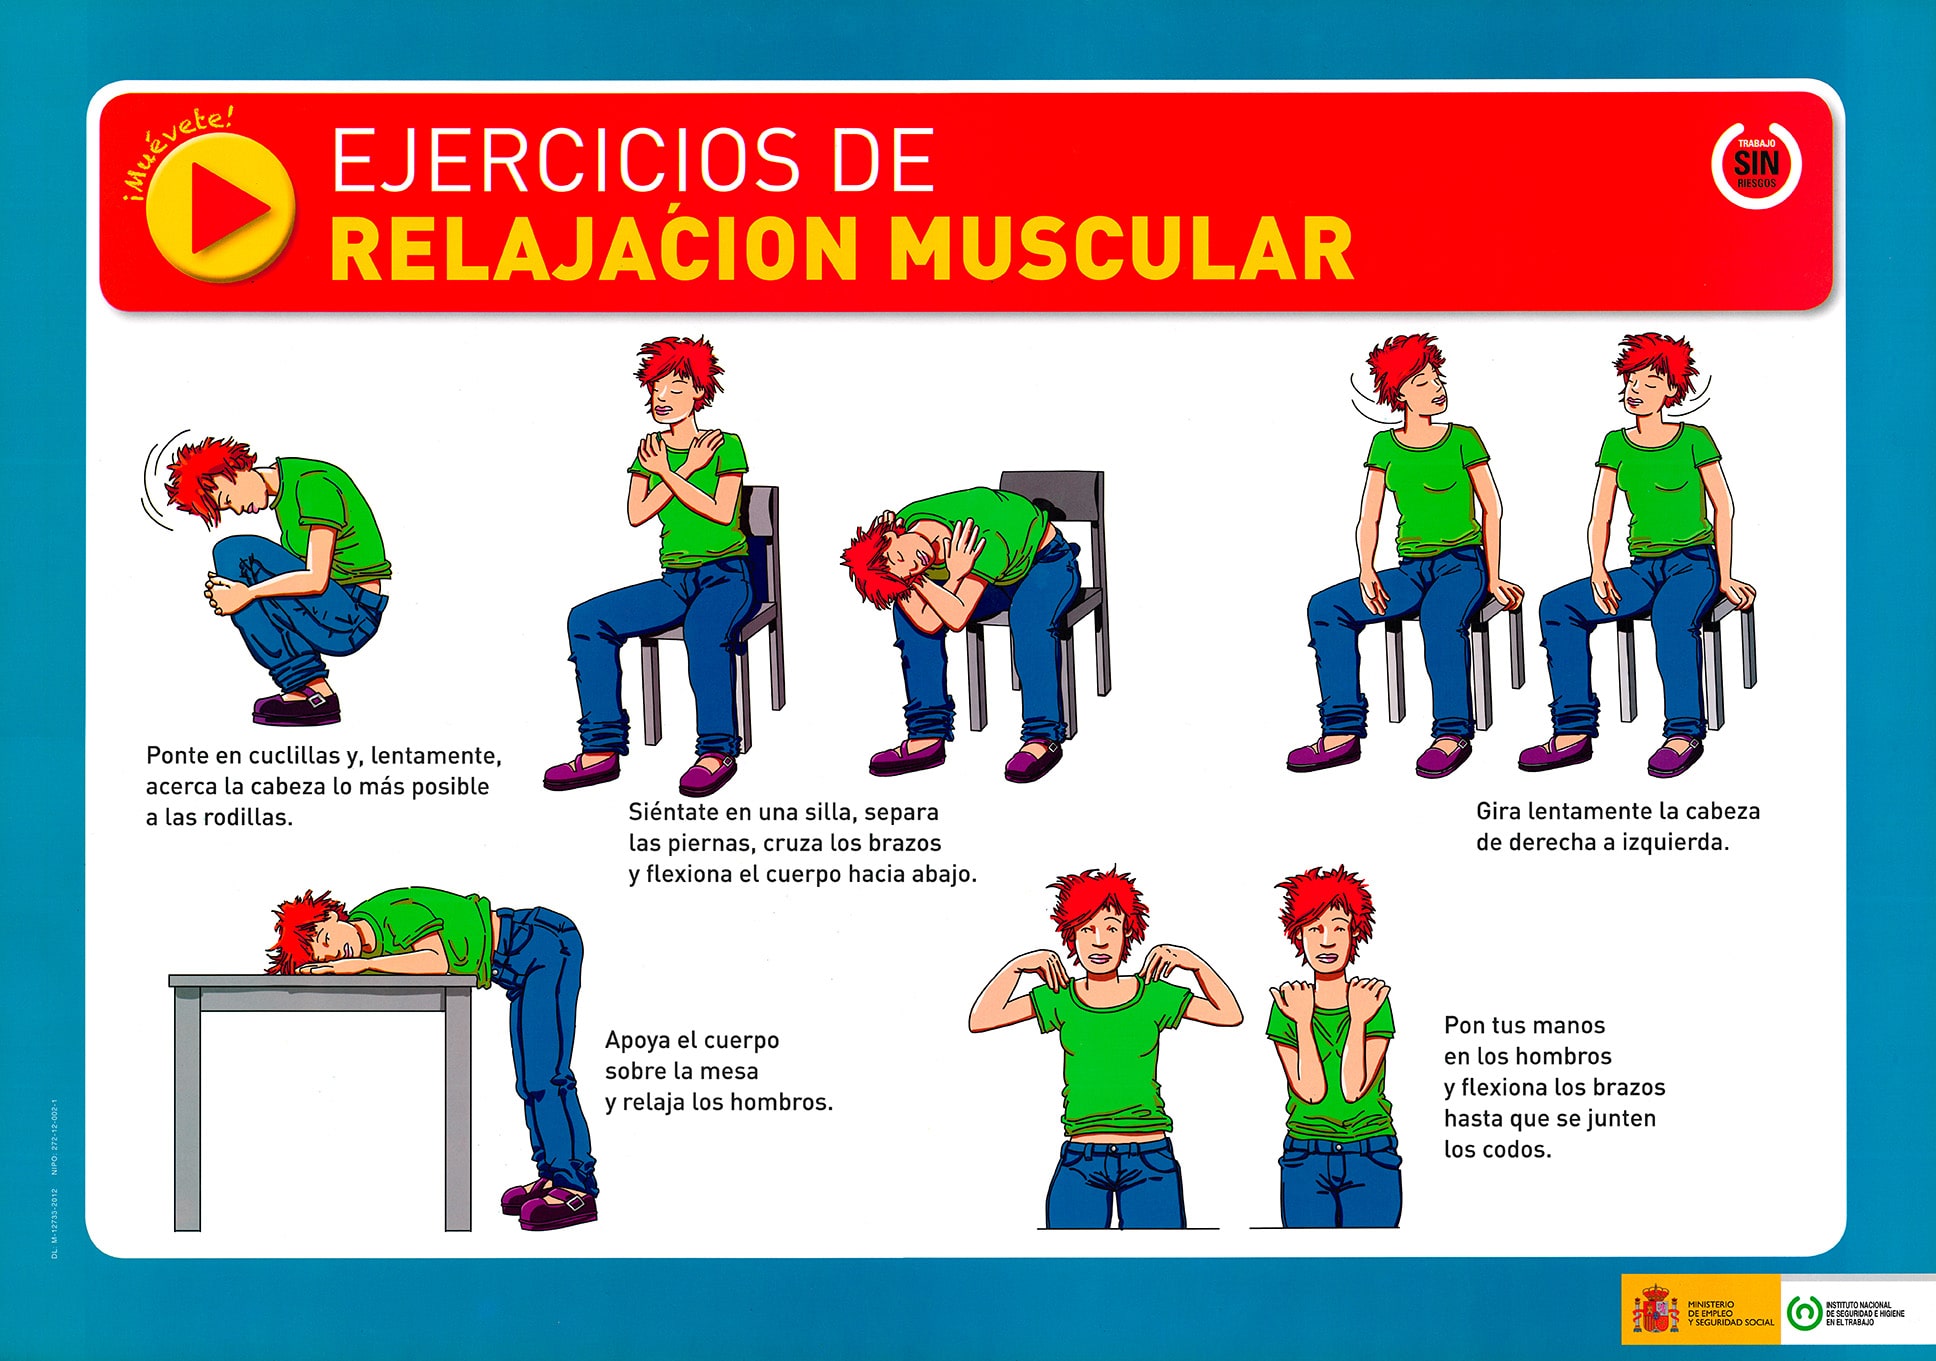 ¡Muévete!
EJERCICIOS DE
RELAJAĆION MUSCULAR
TRABAJO
SIN
RIESGOS
Ponte en cuclillas y, lentamente,
acerca la cabeza lo más posible
a las rodillas.
Siéntate en una silla, separa
las piernas, cruza los brazos
y flexiona el cuerpo hacia abajo.
Gira lentamente la cabeza
de derecha a izquierda.
Apoya el cuerpo
sobre la mesa
y relaja los hombros.
Pon tus manos
en los hombros
y flexiona los brazos
hasta que se junten
los codos.
DL. M-12733-2012 NIPO: 272-12-002-1
MINISTERIO
DE EMPLEO
Y SEGURIDAD SOCIAL
INSTITUTO NACIONAL
DE SEGURIDAD E HIGIENE
EN EL TRABAJO